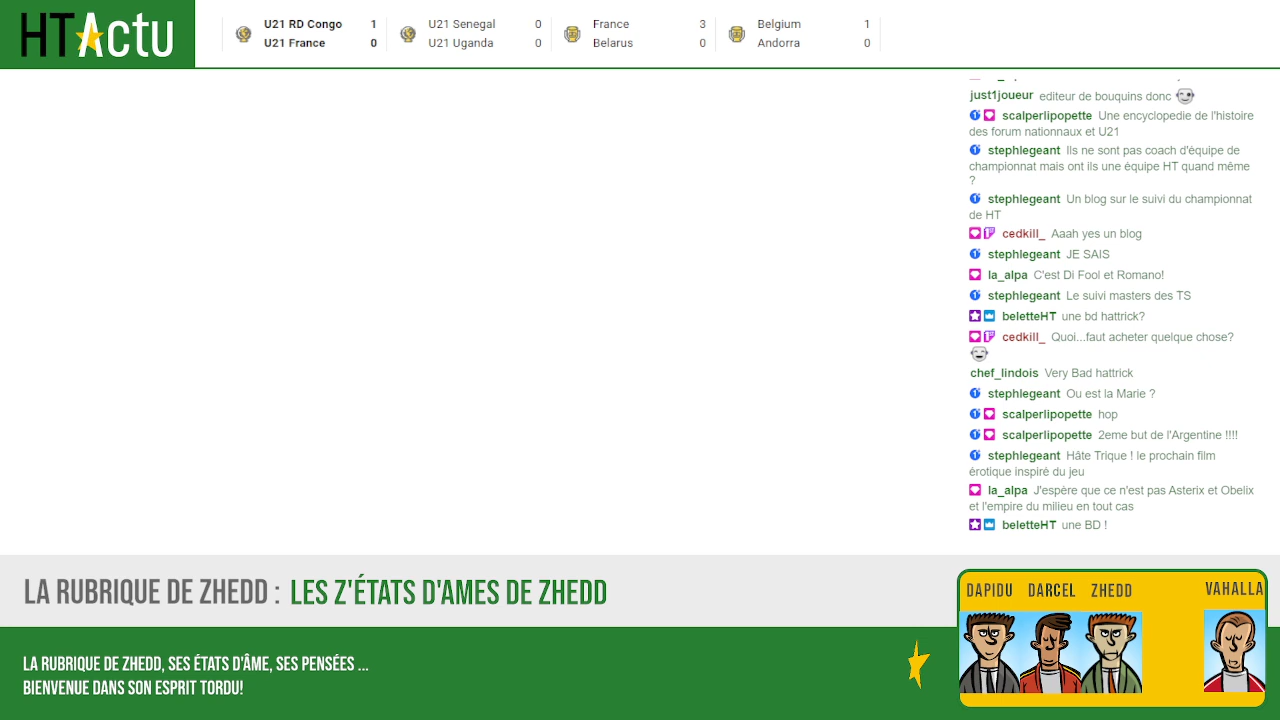 HTActu
U21 RD Congo 1
U21 France 0
U21 Senegal 0
U21 Uganda 0
France 3
Belarus 0
Belgium 1
Andorra 0
just1joueur editeur de bouquins donc
scalperlipopette Une encyclopedie de l'histoire
des forum nationnaux et U21
stephlegeant Ils ne sont pas coach d'équipe de
championnat mais ont ils une équipe HT quand même
?
stephlegeant Un blog sur le suivi du championnat
de HT
cedkill_ Aaah yes un blog
stephlegeant JE SAIS
la_alpa C'est Di Fool et Romano!
stephlegeant Le suivi masters des TS
beletteHT une bd hattrick?
cedkill_ Quoi...faut acheter quelque chose?
chef_lindois Very Bad hattrick
stephlegeant Ou est la Marie ?
scalperlipopette hop
scalperlipopette 2eme but de l'Argentine !!!!
stephlegeant Hâte Trique ! le prochain film
érotique inspiré du jeu
la_alpa J'espère que ce n'est pas Asterix et Obelix
et l'empire du milieu en tout cas
beletteHT une BD !
LA RUBRIQUE DE ZHEDD : LES Z'ÉTATS D'AMES DE ZHEDD
DAPIDU DARCEL ZHEDD VAHALLA
LA RUBRIQUE DE ZHEDD, SES ÉTATS D'ÂME, SES PENSÉES ...
BIENVENUE DANS SON ESPRIT TORDU!